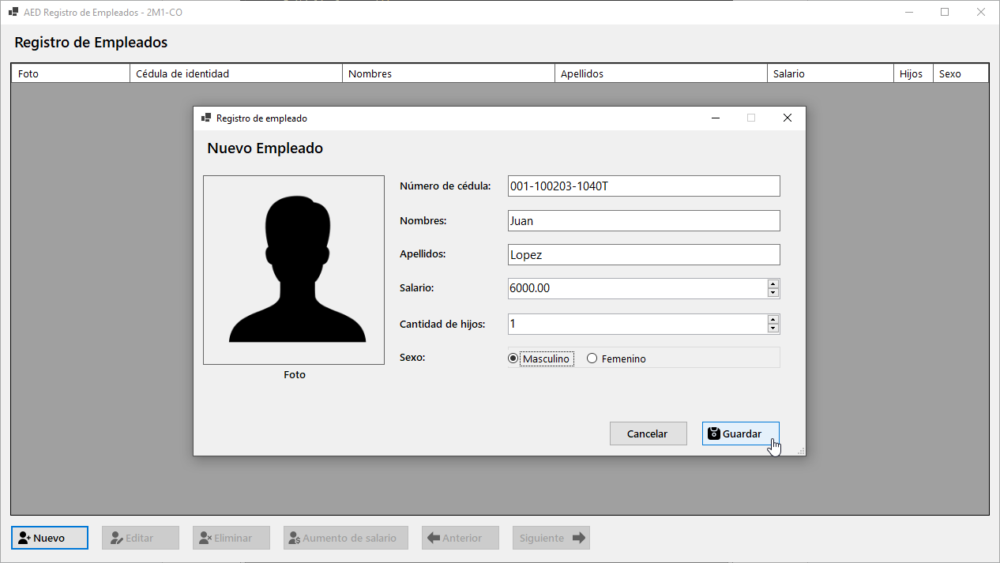 AED Registro de Empleados - 2M1-CO
Registro de Empleados
Foto Cédula de identidad Nombres Apellidos Salario Hijos Sexo
Registro de empleado
Nuevo Empleado
Número de cédula: 001-100203-1040T
Nombres: Juan
Apellidos: Lopez
Salario: 6000.00
Cantidad de hijos: 1
Sexo: Masculino Femenino
Foto
Cancelar Guardar
Nuevo Editar Eliminar Aumento de salario Anterior Siguiente